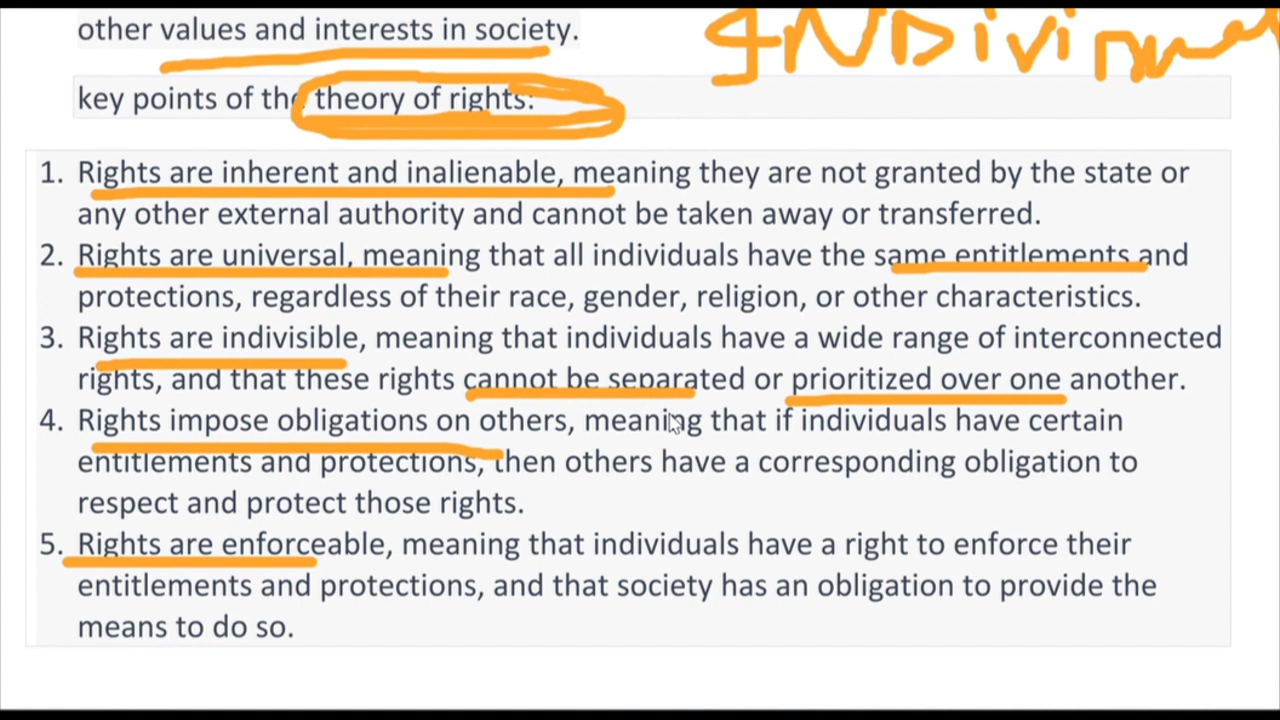 other values and interests in society.
INDiviDual
key points of the theory of rights:
1. Rights are inherent and inalienable, meaning they are not granted by the state or
any other external authority and cannot be taken away or transferred.
2. Rights are universal, meaning that all individuals have the same entitlements and
protections, regardless of their race, gender, religion, or other characteristics.
3. Rights are indivisible, meaning that individuals have a wide range of interconnected
rights, and that these rights cannot be separated or prioritized over one another.
4. Rights impose obligations on others, meaning that if individuals have certain
entitlements and protections, then others have a corresponding obligation to
respect and protect those rights.
5. Rights are enforceable, meaning that individuals have a right to enforce their
entitlements and protections, and that society has an obligation to provide the
means to do so.